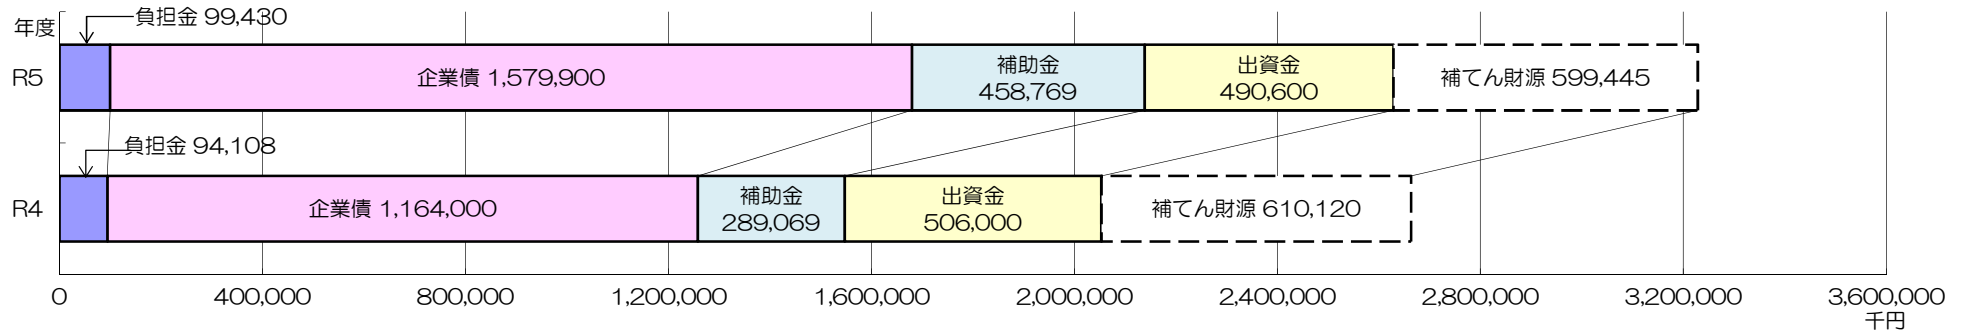 年度
負担金 99,430
R5
企業債 1,579,900
補助金
458,769
出資金
490,600
補てん財源 599,445
負担金 94,108
R4
企業債 1,164,000
補助金
289,069
出資金
506,000
補てん財源 610,120
0 400,000 800,000 1,200,000 1,600,000 2,000,000 2,400,000 2,800,000 3,200,000 3,600,000
千円